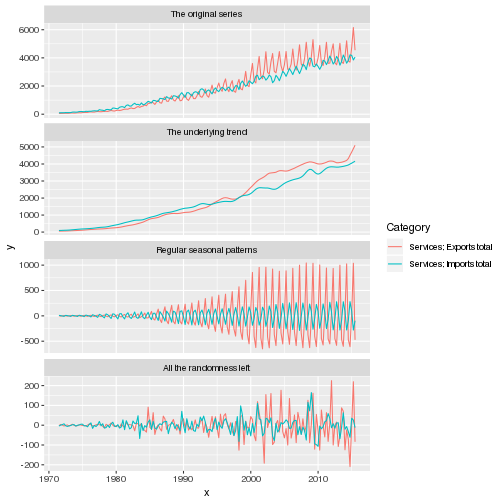 The original series
6000
4000
2000
0
The underlying trend
5000
4000
3000
2000
1000
0
y
Regular seasonal patterns
1000
500
0
-500
All the randomness left
200
100
0
-100
-200
1970 1980 1990 2000 2010
x
Category
Services; Exports total
Services; Imports total